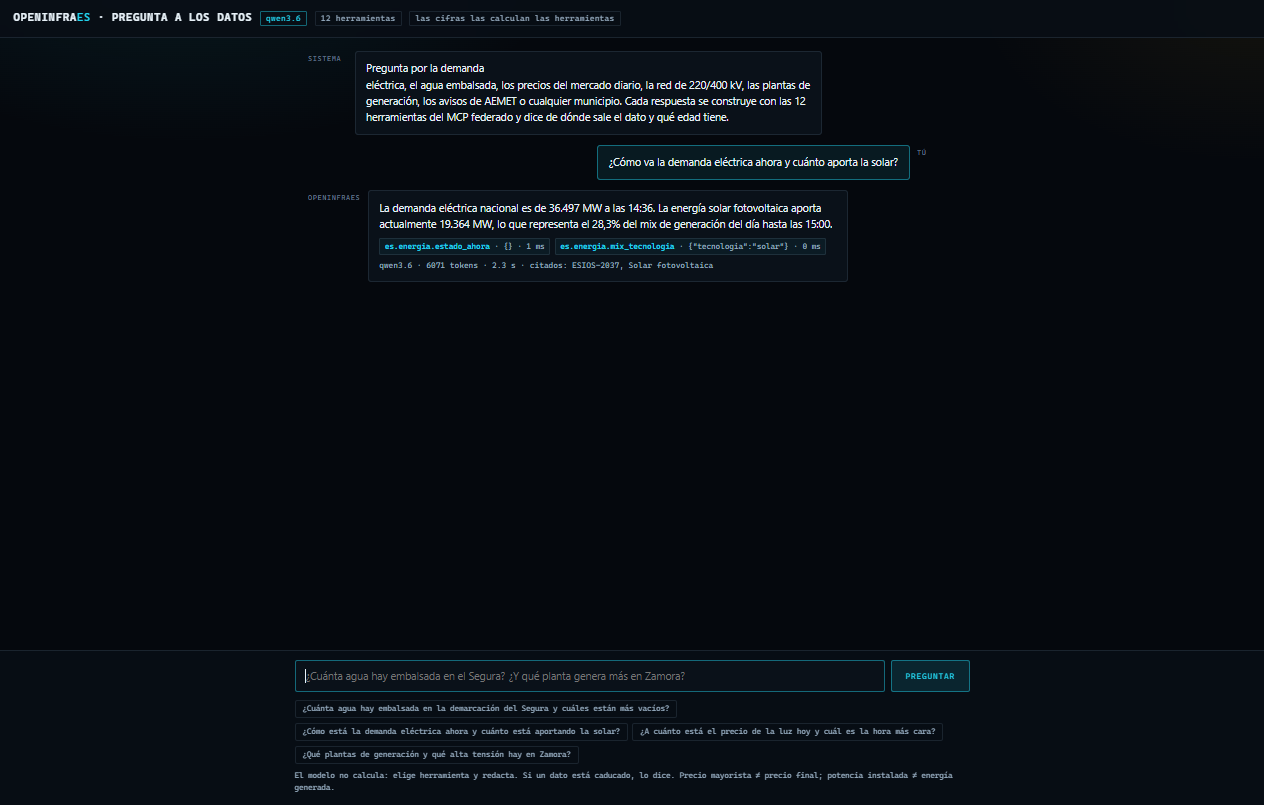 OPENINFRAES · PREGUNTA A LOS DATOS qwen3.6 12 herramientas las cifras las calculan las herramientas
SISTEMA
Pregunta por la demanda
eléctrica, el agua embalsada, los precios del mercado diario, la red de 220/400 kV, las plantas de
generación, los avisos de AEMET o cualquier municipio. Cada respuesta se construye con las 12
herramientas del MCP federado y dice de dónde sale el dato y qué edad tiene.
¿Cómo va la demanda eléctrica ahora y cuánto aporta la solar?
TÚ
OPENINFRAES
La demanda eléctrica nacional es de 36.497 MW a las 14:36. La energía solar fotovoltaica aporta
actualmente 19.364 MW, lo que representa el 28,3% del mix de generación del día hasta las 15:00.
es.energia.estado_ahora · {} · 1 ms es.energia.mix_tecnologia · {"tecnologia":"solar"} · 0 ms
qwen3.6 · 6071 tokens · 2.3 s · citados: ESIOS-2037, Solar fotovoltaica
¿Cuánta agua hay embalsada en el Segura? ¿Y qué planta genera más en Zamora?
PREGUNTAR
¿Cuánta agua hay embalsada en la demarcación del Segura y cuáles están más vacíos?
¿Cómo está la demanda eléctrica ahora y cuánto está aportando la solar? ¿A cuánto está el precio de la luz hoy y cuál es la hora más cara?
¿Qué plantas de generación y qué alta tensión hay en Zamora?
El modelo no calcula: elige herramienta y redacta. Si un dato está caducado, lo dice. Precio mayorista ≠ precio final; potencia instalada ≠ energía
generada.